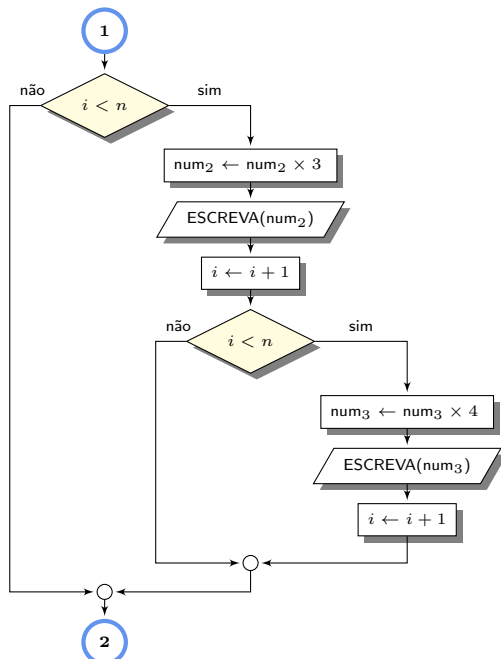 1
não
sim
i < n
num₂ ← num₂ × 3
ESCREVA(num₂)
i ← i + 1
não
sim
i < n
num₃ ← num₃ × 4
ESCREVA(num₃)
i ← i + 1
2